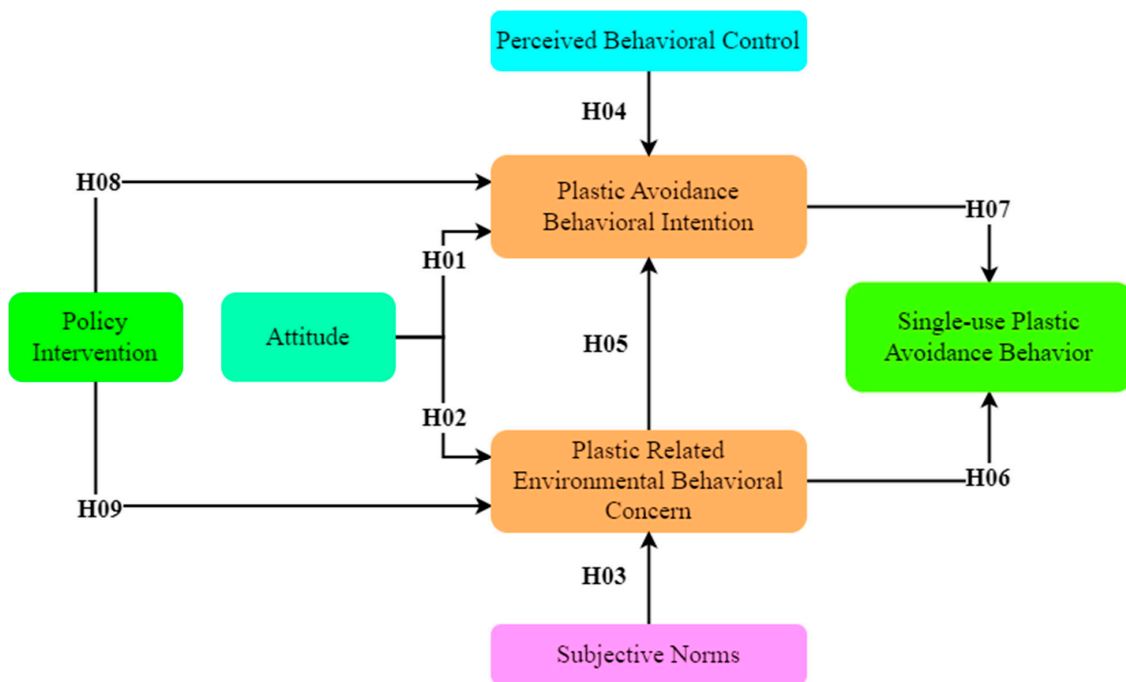 Perceived Behavioral Control
H04
H08
Plastic Avoidance
Behavioral Intention
H07
H01
Policy
Intervention
Attitude
H05
Single-use Plastic
Avoidance Behavior
H02
Plastic Related
Environmental Behavioral
Concern
H06
H09
H03
Subjective Norms